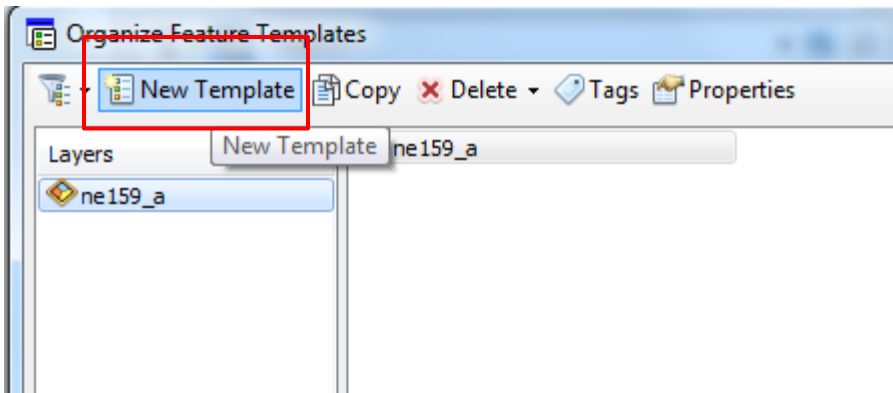 Organize Feature Templates
New Template Copy Delete Tags Properties
Layers New Template ne159_a
ne159_a